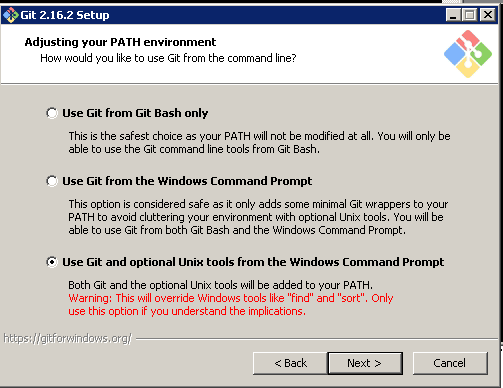 Git 2.16.2 Setup
Adjusting your PATH environment
How would you like to use Git from the command line?
Use Git from Git Bash only
This is the safest choice as your PATH will not be modified at all. You will only be
able to use the Git command line tools from Git Bash.
Use Git from the Windows Command Prompt
This option is considered safe as it only adds some minimal Git wrappers to your
PATH to avoid cluttering your environment with optional Unix tools. You will be
able to use Git from both Git Bash and the Windows Command Prompt.
Use Git and optional Unix tools from the Windows Command Prompt
Both Git and the optional Unix tools will be added to your PATH.
Warning: This will override Windows tools like "find" and "sort". Only
use this option if you understand the implications.
https://gitforwindows.org/
< Back
Next >
Cancel